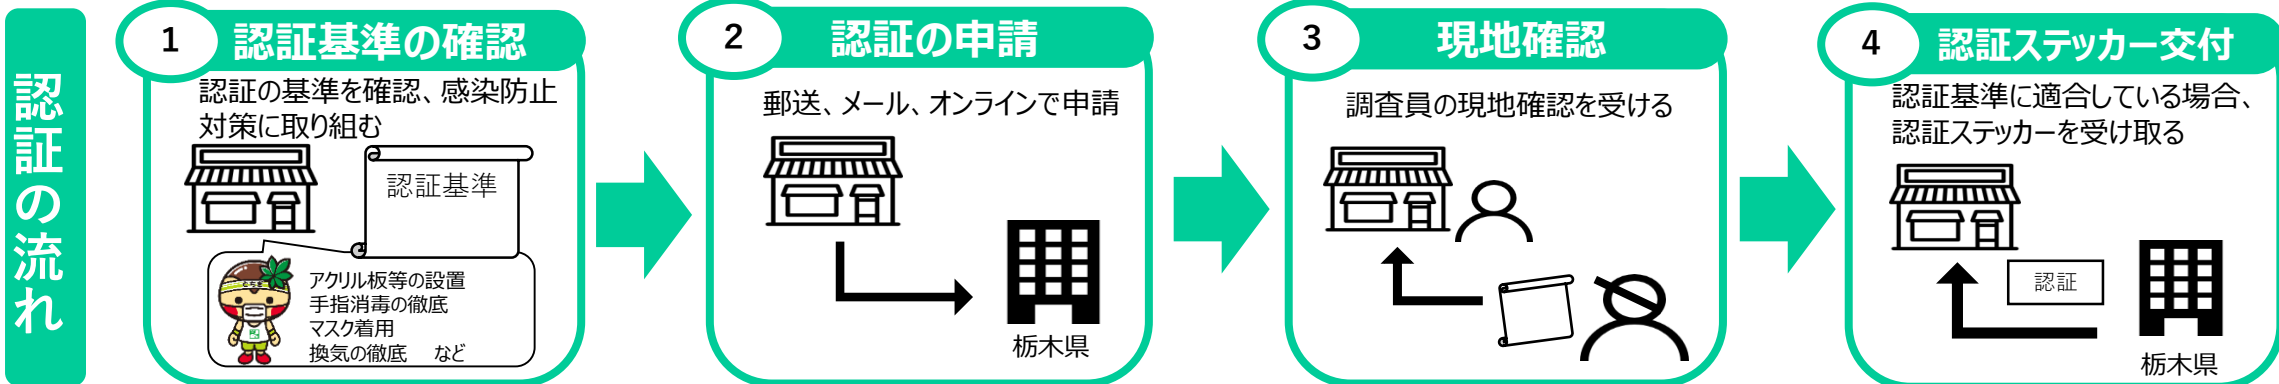 認証の流れ
1
認証基準の確認
認証の基準を確認、感染防止
対策に取り組む
認証基準
アクリル板等の設置
手指消毒の徹底
マスク着用
換気の徹底　など
2
認証の申請
郵送、メール、オンラインで申請
栃木県
3
現地確認
調査員の現地確認を受ける
4
認証ステッカー交付
認証基準に適合している場合、
認証ステッカーを受け取る
認証
栃木県